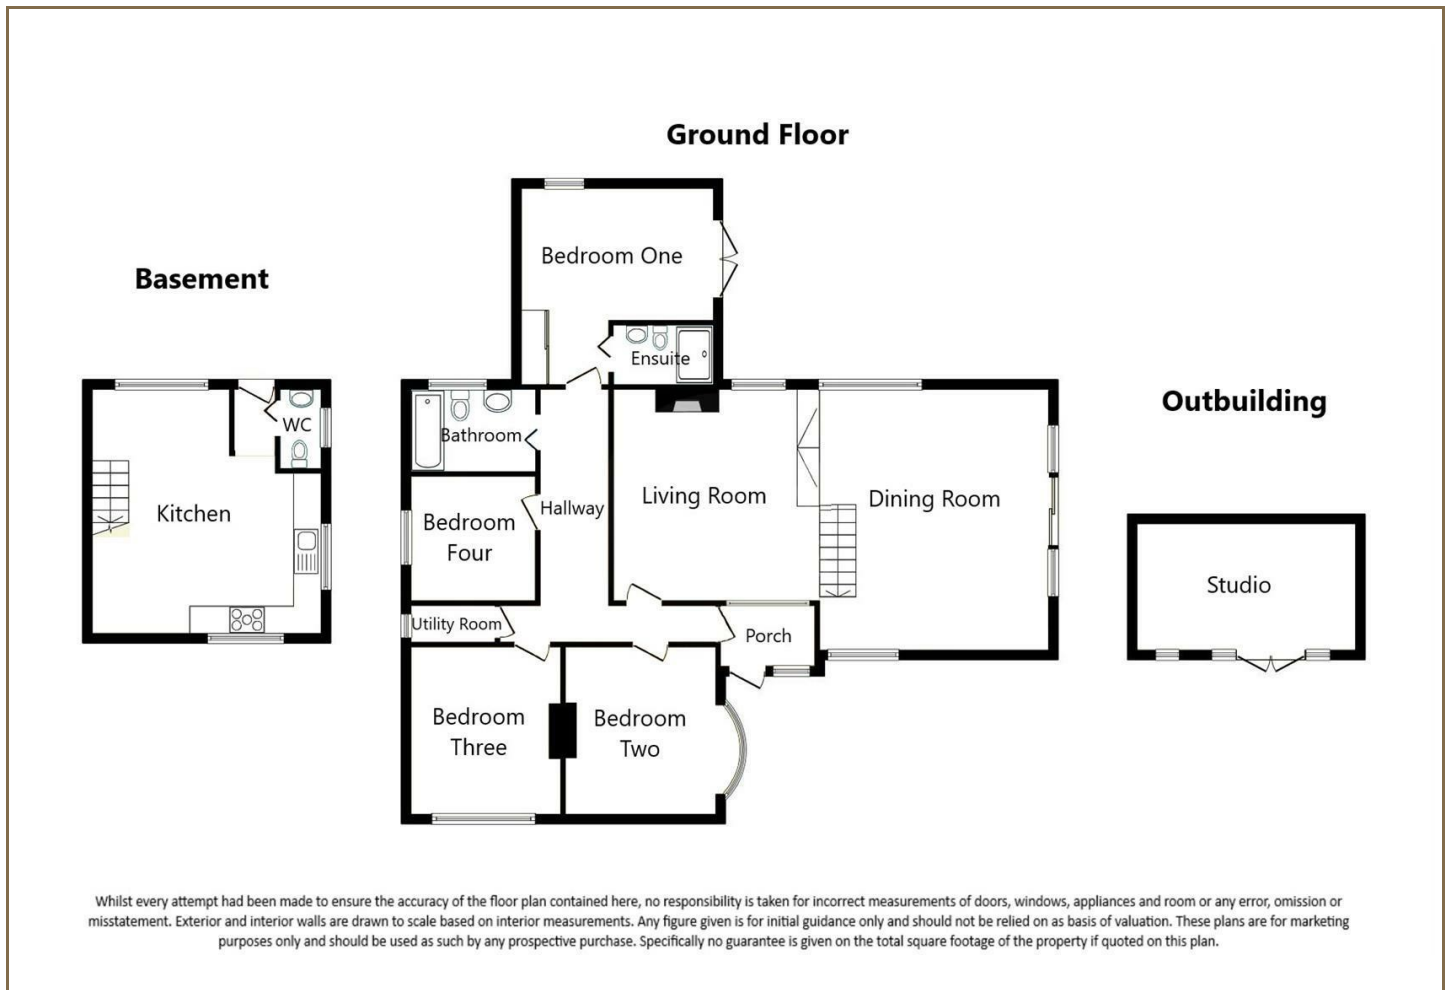 Ground Floor
Bedroom One
Basement
Ensuite
Outbuilding
WC
Bathroom
Living Room
Dining Room
Kitchen
Hallway
Bedroom
Four
Studio
Utility Room
Porch
Bedroom
Three
Bedroom
Two
Whilst every attempt had been made to ensure the accuracy of the floor plan contained here, no responsibility is taken for incorrect measurements of doors, windows, appliances and room or any error, omission or
misstatement. Exterior and interior walls are drawn to scale based on interior measurements. Any figure given is for initial guidance only and should not be relied on as basis of valuation. These plans are for marketing
purposes only and should be used as such by any prospective purchase. Specifically no guarantee is given on the total square footage of the property if quoted on this plan.